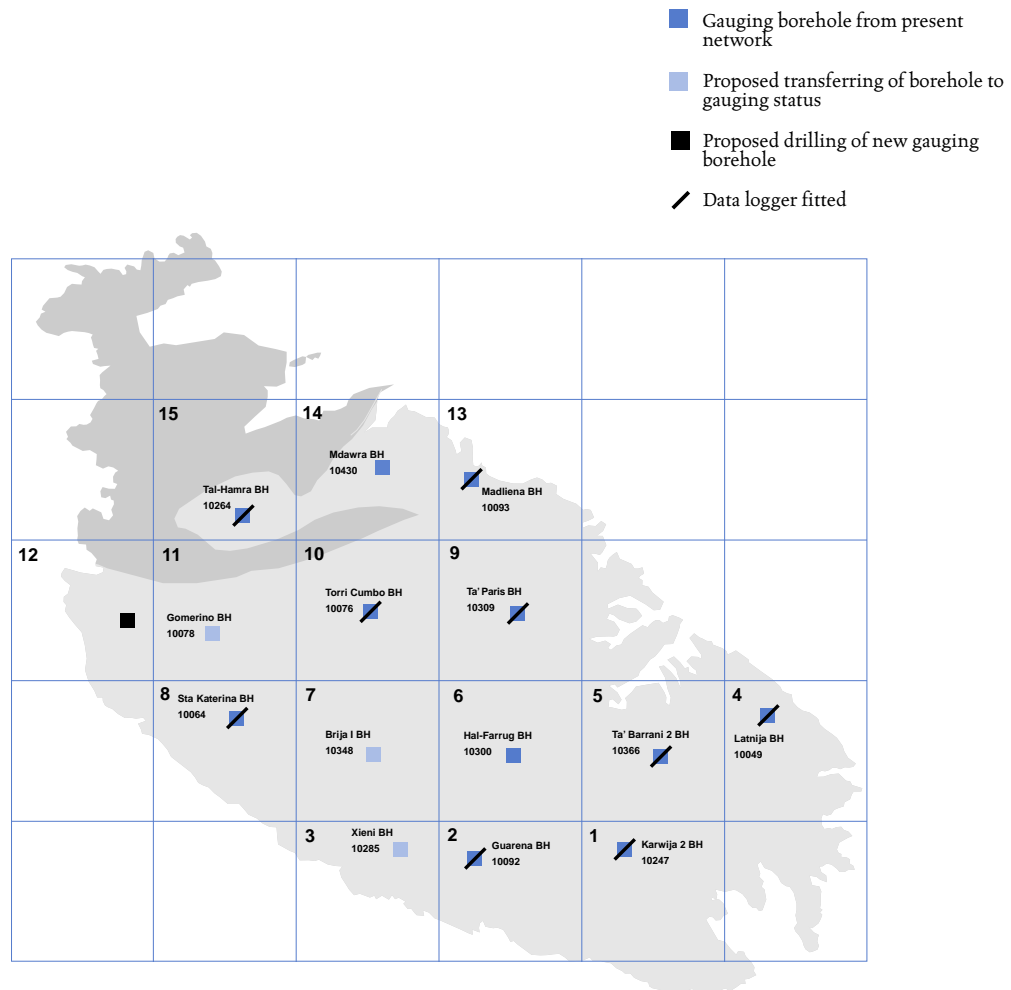 Gauging borehole from present
network
Proposed transferring of borehole to
gauging status
Proposed drilling of new gauging
borehole
Data logger fitted
15
14
13
Mdawra BH
10430
Tal-Hamra BH
10264
Madliena BH
10093
12
11
10
9
Torri Cumbo BH
10076
Ta' Paris BH
10309
Gomerino BH
10078
8
Sta Katerina BH
10064
7
6
5
4
Brija I BH
10348
Hal-Farrug BH
10300
Ta' Barrani 2 BH
10366
Latnija BH
10049
3
Xieni BH
10285
2
Guarena BH
10092
1
Karwija 2 BH
10247